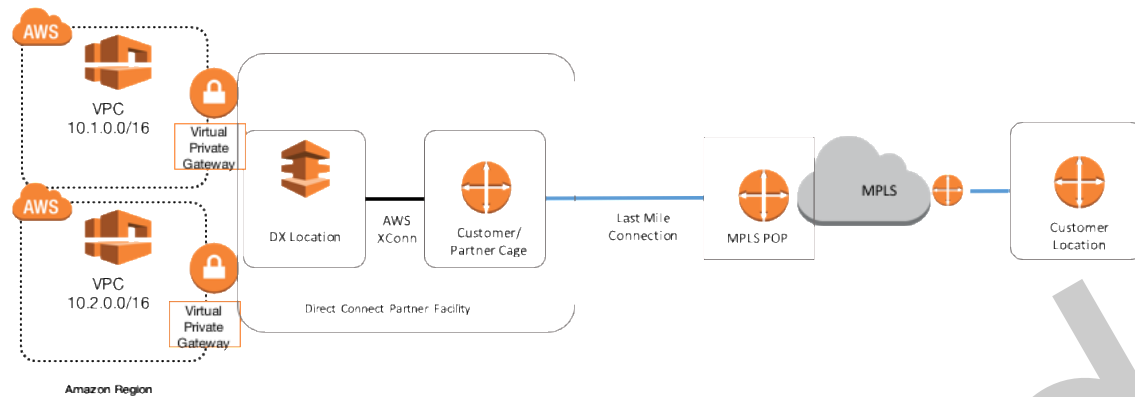 AWS
VPC
10.1.0.0/16
Virtual
Private
Gateway
AWS
VPC
10.2.0.0/16
Virtual
Private
Gateway
Amazon Region
DX Location
AWS
XConn
Customer/
Partner Cage
Direct Connect Partner Facility
Last Mile
Connection
MPLS POP
MPLS
Customer
Location